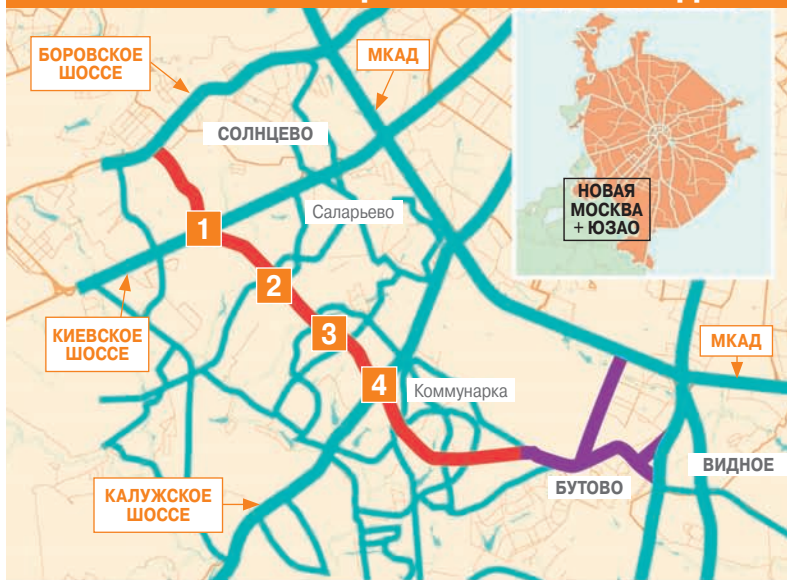 БОРОВСКОЕ
ШОССЕ
МКАД
СОЛНЦЕВО
НОВАЯ
МОСКВА
+ ЮЗАО
Саларьево
1
2
КИЕВСКОЕ
ШОССЕ
3
МКАД
4
Коммунарка
ВИДНОЕ
БУТОВО
КАЛУЖСКОЕ
ШОССЕ